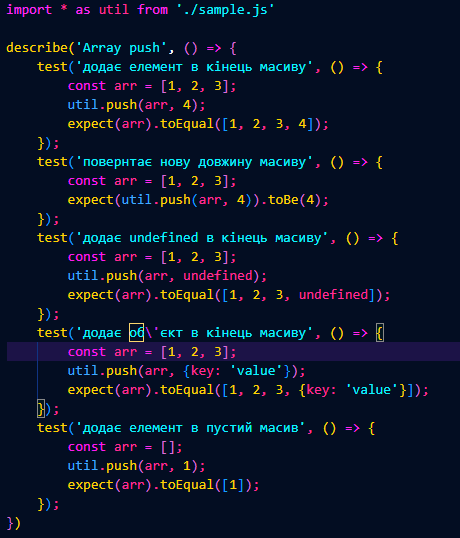 import * as util from './sample.js'

describe('Array push', () => {
    test('додає елемент в кінець масиву', () => {
        const arr = [1, 2, 3];
        util.push(arr, 4);
        expect(arr).toEqual([1, 2, 3, 4]);
    });
    test('повернтає нову довжину масиву', () => {
        const arr = [1, 2, 3];
        expect(util.push(arr, 4)).toBe(4);
    });
    test('додає undefined в кінець масиву', () => {
        const arr = [1, 2, 3];
        util.push(arr, undefined);
        expect(arr).toEqual([1, 2, 3, undefined]);
    });
    test('додає об\'єкт в кінець масиву', () => {
        const arr = [1, 2, 3];
        util.push(arr, {key: 'value'});
        expect(arr).toEqual([1, 2, 3, {key: 'value'}]);
    });
    test('додає елемент в пустий масив', () => {
        const arr = [];
        util.push(arr, 1);
        expect(arr).toEqual([1]);
    });
})